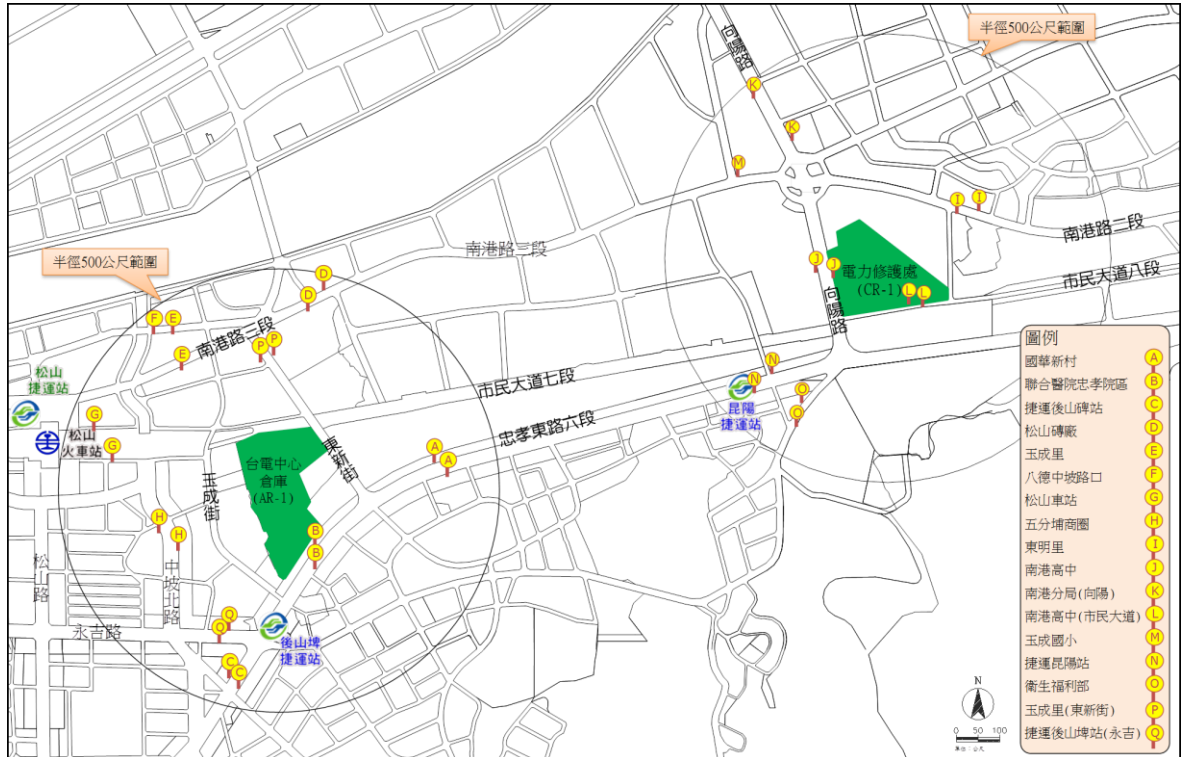 半徑500公尺範圍
向陽路
K
K
M
I
I
南港路二段
南港路三段
半徑500公尺範圍
D
D
J
J
電力修護處
(CR-1)
L
L
市民大道八段
向陽路
F
E
E
南港路三段
P
P
松山
捷運站
G
G
松山
火車站
市民大道七段
N
N
昆陽
捷運站
O
O
忠孝東路六段
東新街
A
A
台電中心
倉庫
(AR-1)
玉成街
H
H
B
B
松山路
中坡北路
永吉路
Q
Q
後山埤
捷運站
C
C
N
0 50 100
單位：公尺
圖例
國華新村 A
聯合醫院忠孝院區 B
捷運後山碑站 C
松山磚廠 D
玉成里 E
八德中坡路口 F
松山車站 G
五分埔商圈 H
東明里 I
南港高中 J
南港分局(向陽) K
南港高中(市民大道) L
玉成國小 M
捷運昆陽站 N
衛生福利部 O
玉成里(東新街) P
捷運後山埤站(永吉) Q